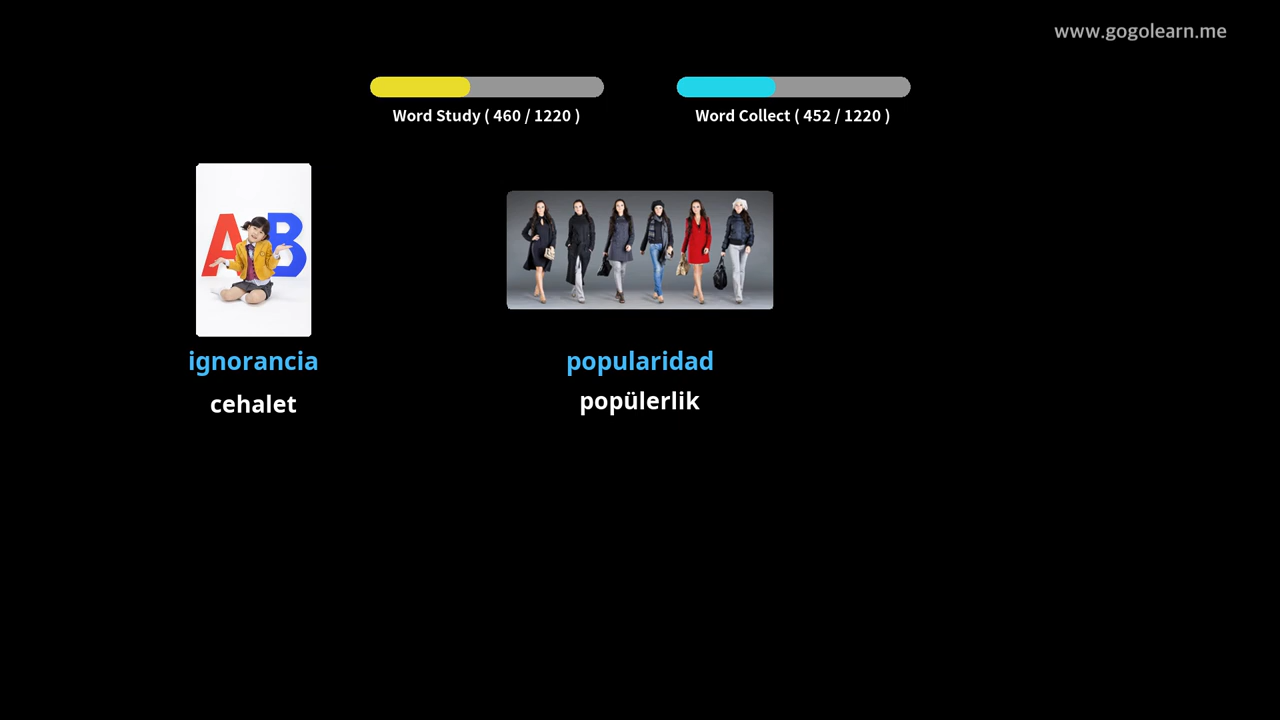 www.gogolearn.me
Word Study ( 460 / 1220 )
Word Collect ( 452 / 1220 )
A B
ignorancia
cehalet
popularidad
popülerlik